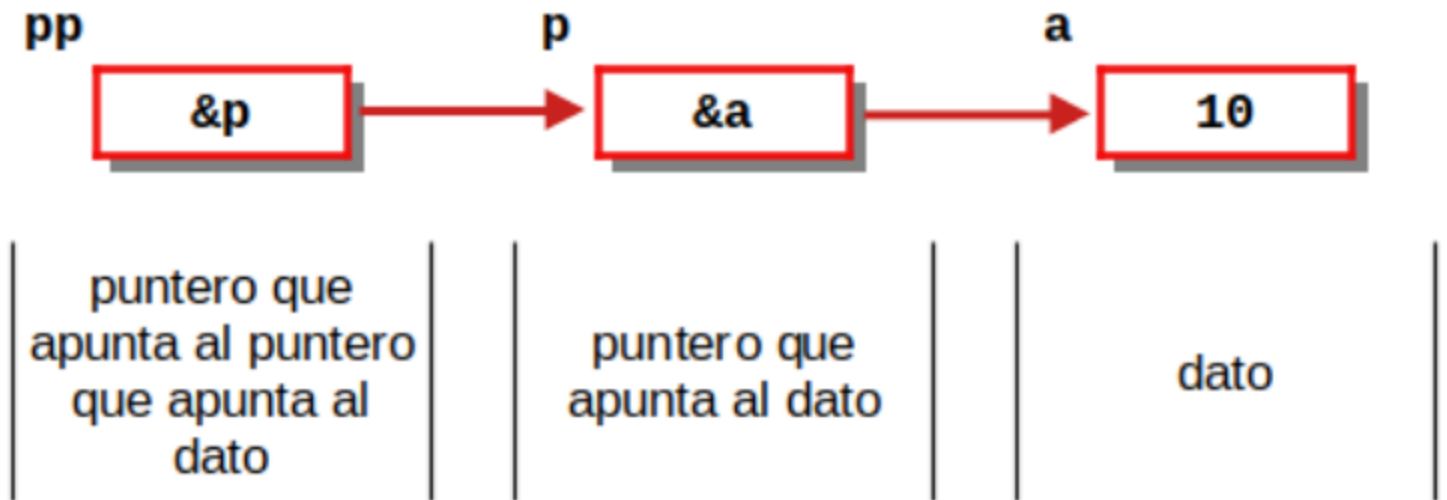 pp p a
&p &a 10
puntero que
apunta al puntero
que apunta al
dato
puntero que
apunta al dato
dato